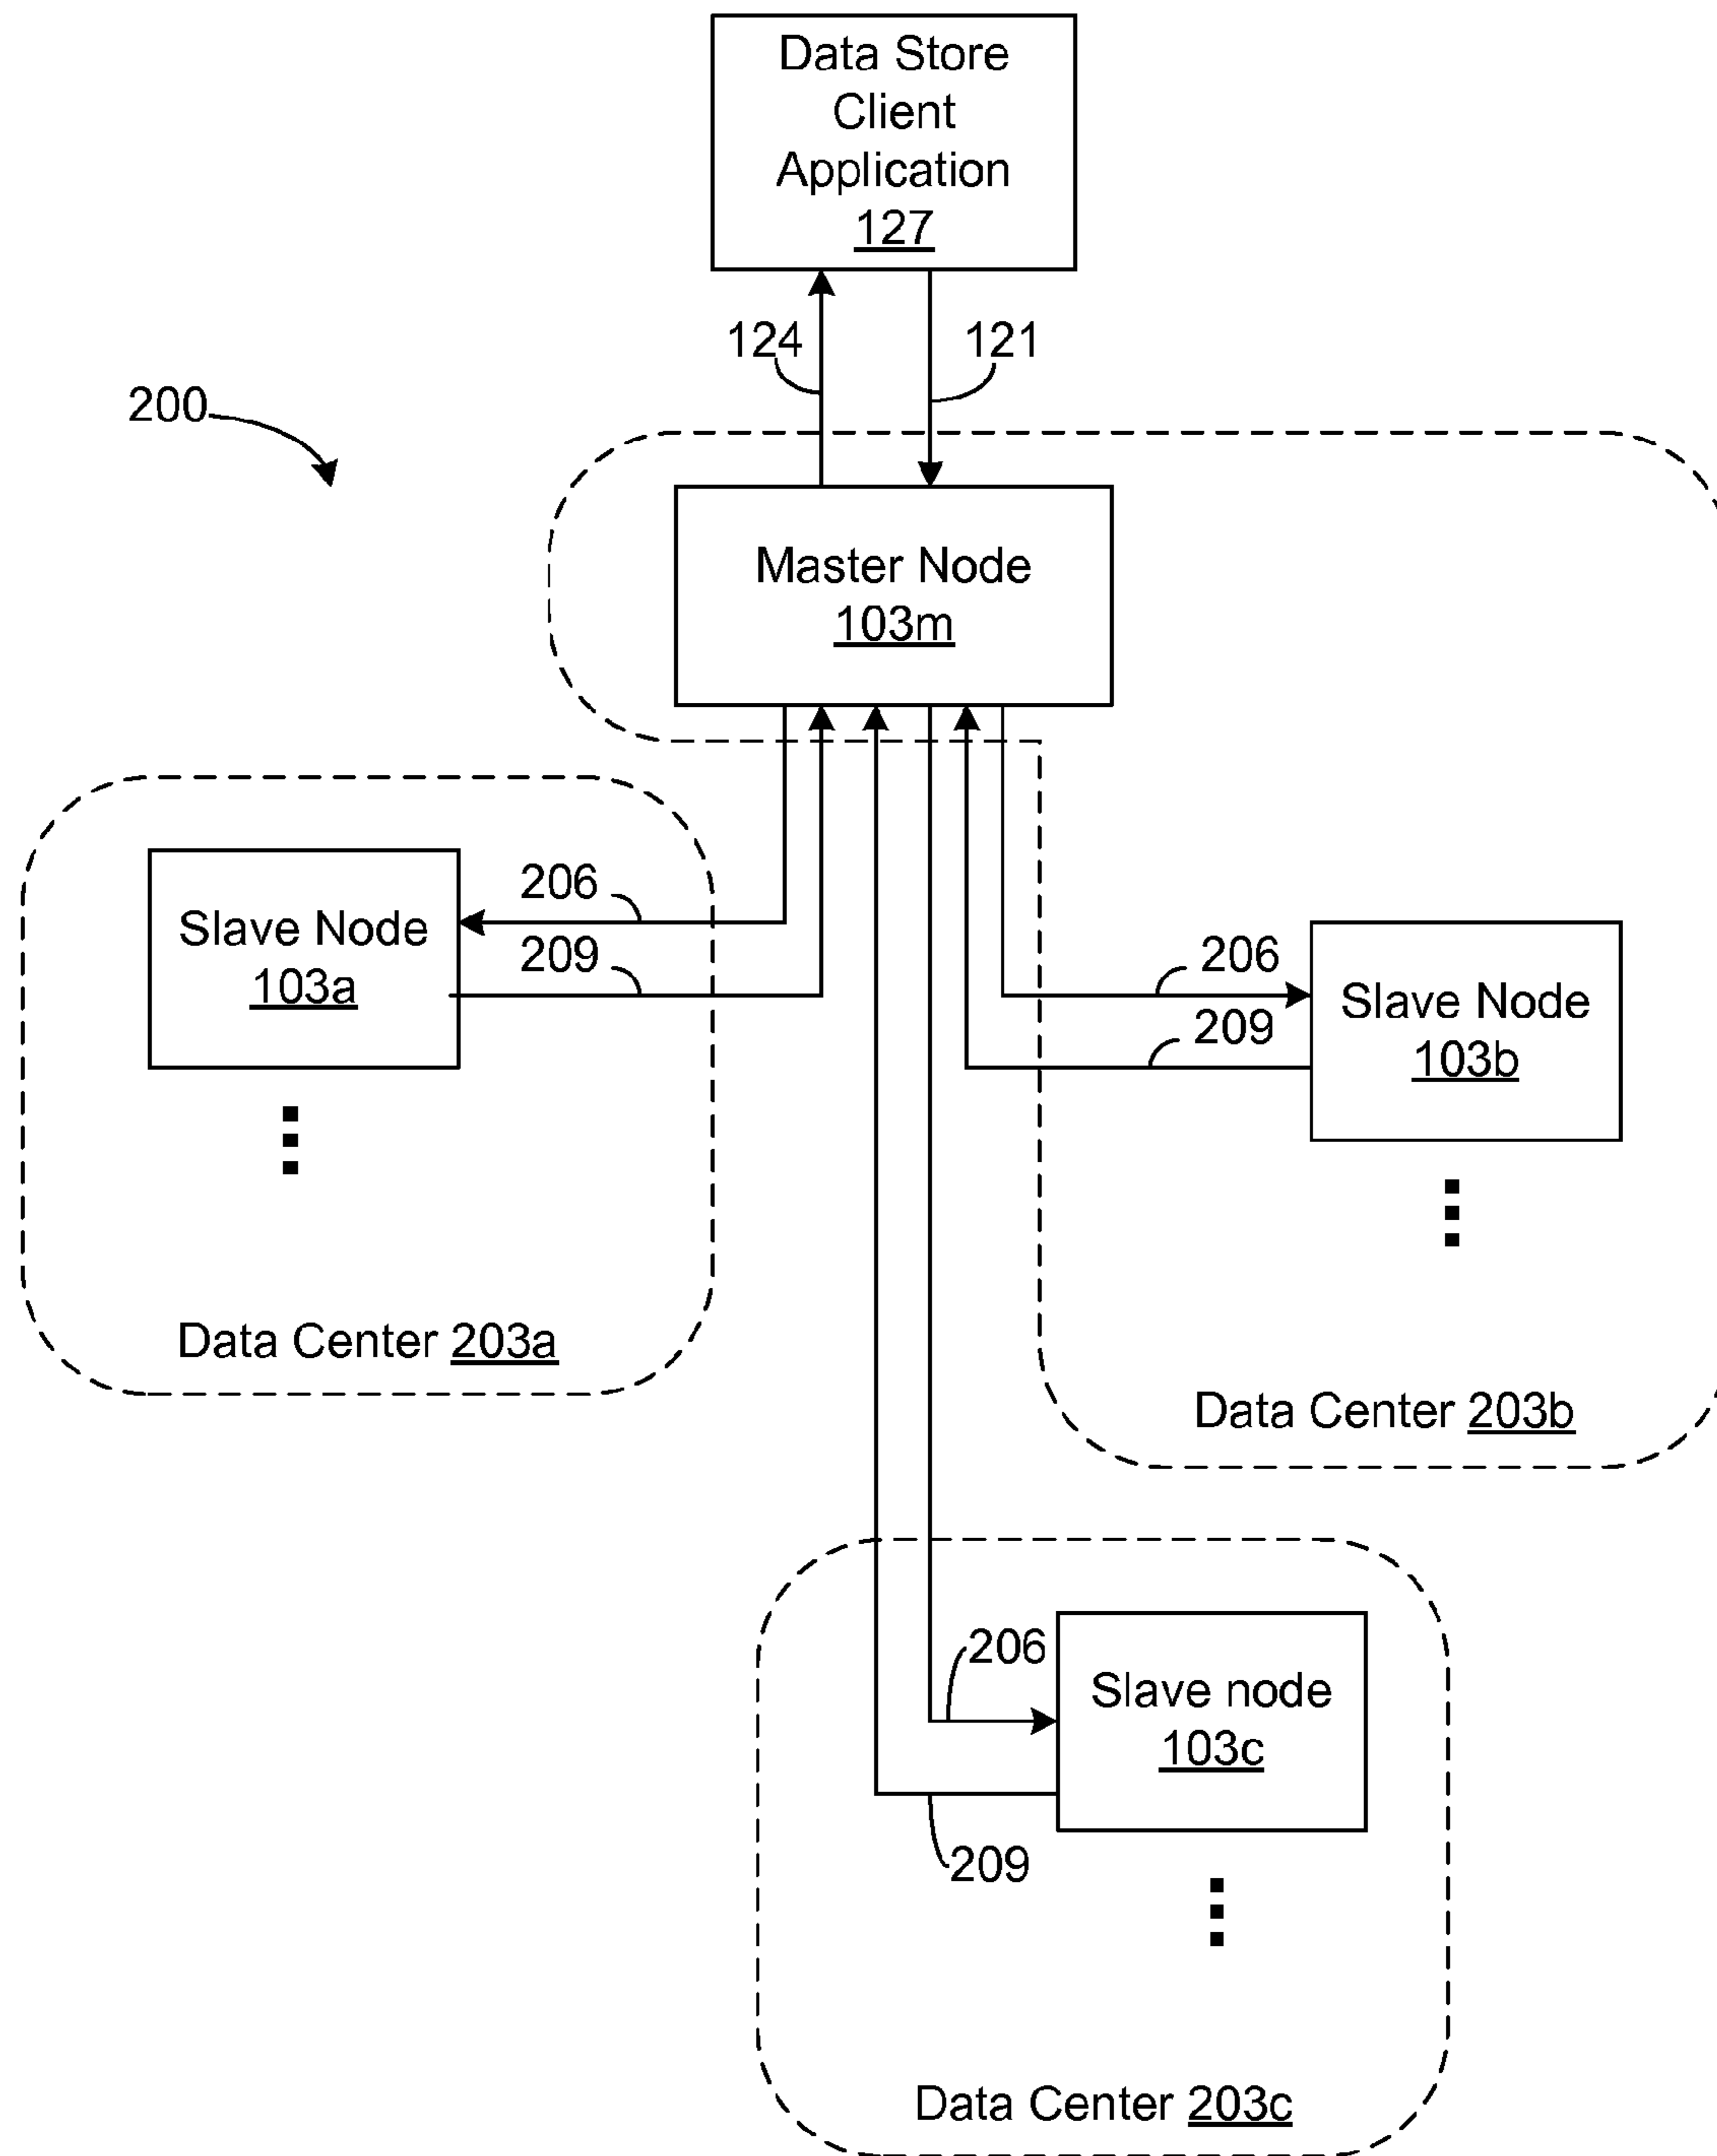 Data Store
Client
Application
127
124
121
200
Master Node
103m
206
Slave Node
103a
209
206
Slave Node
103b
209
Data Center 203a
Data Center 203b
206
Slave node
103c
209
Data Center 203c